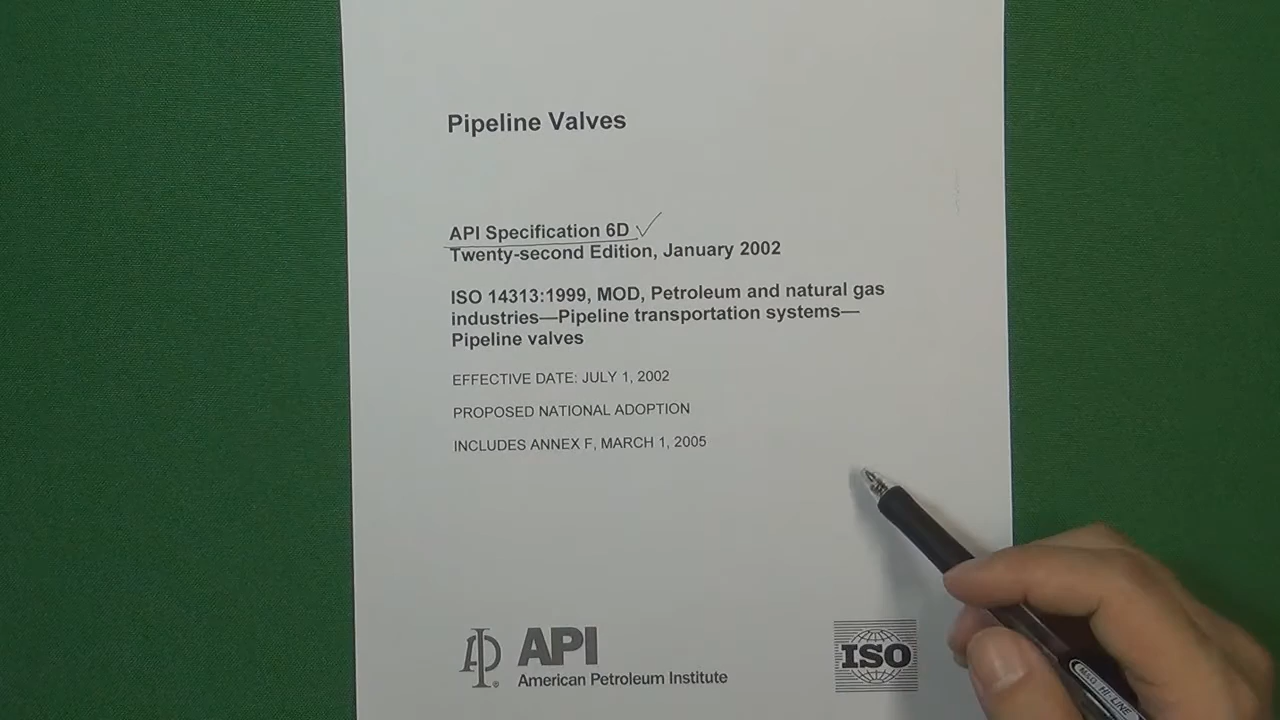 Pipeline Valves
API Specification 6D
Twenty-second Edition, January 2002
ISO 14313:1999, MOD, Petroleum and natural gas
industries—Pipeline transportation systems—
Pipeline valves
EFFECTIVE DATE: JULY 1, 2002
PROPOSED NATIONAL ADOPTION
INCLUDES ANNEX F, MARCH 1, 2005
API
American Petroleum Institute
ISO
HI-LINE